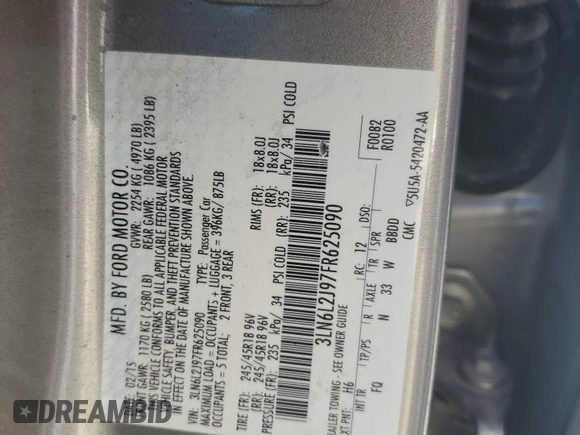 MFD. BY FORD MOTOR CO.
02/15 GVWR: 2254 KG ( 4970 LB)
FRONT GAWR: 1170 KG ( 2580 LB) REAR GAWR: 1086 KG ( 2395 LB)
THIS VEHICLE CONFORMS TO ALL APPLICABLE FEDERAL MOTOR
VEHICLE SAFETY, BUMPER, AND THEFT PREVENTION STANDARDS
IN EFFECT ON THE DATE OF MANUFACTURE SHOWN ABOVE.
VIN: 3LN6L2J97FR625090 TYPE: Passenger Car
MAXIMUM LOAD = OCCUPANTS + LUGGAGE = 396KG/ 875LB
OCCUPANTS = 5 TOTAL: 2 FRONT, 3 REAR
TIRE (FR): 245/45R18 96V RIMS (FR): 18x8.0J
TIRE (RR): 245/45R18 96V (RR): 18x8.0J
(FR): 235 kPa/ 34 PSI COLD (RR): 235 kPa/ 34 PSI COLD
3LN6L2J97FR625090
TRAILER TOWING - SEE OWNER GUIDE F0082
EXT PNT: H6 RC: 12 DSO: R0100
INT TR TP/PS R AXLE TR SPR
FQ N 33 W BBDD
CMC 5U5A-5420472-AA
DREAMBID
START HERE. DRIVE ANYWHERE.